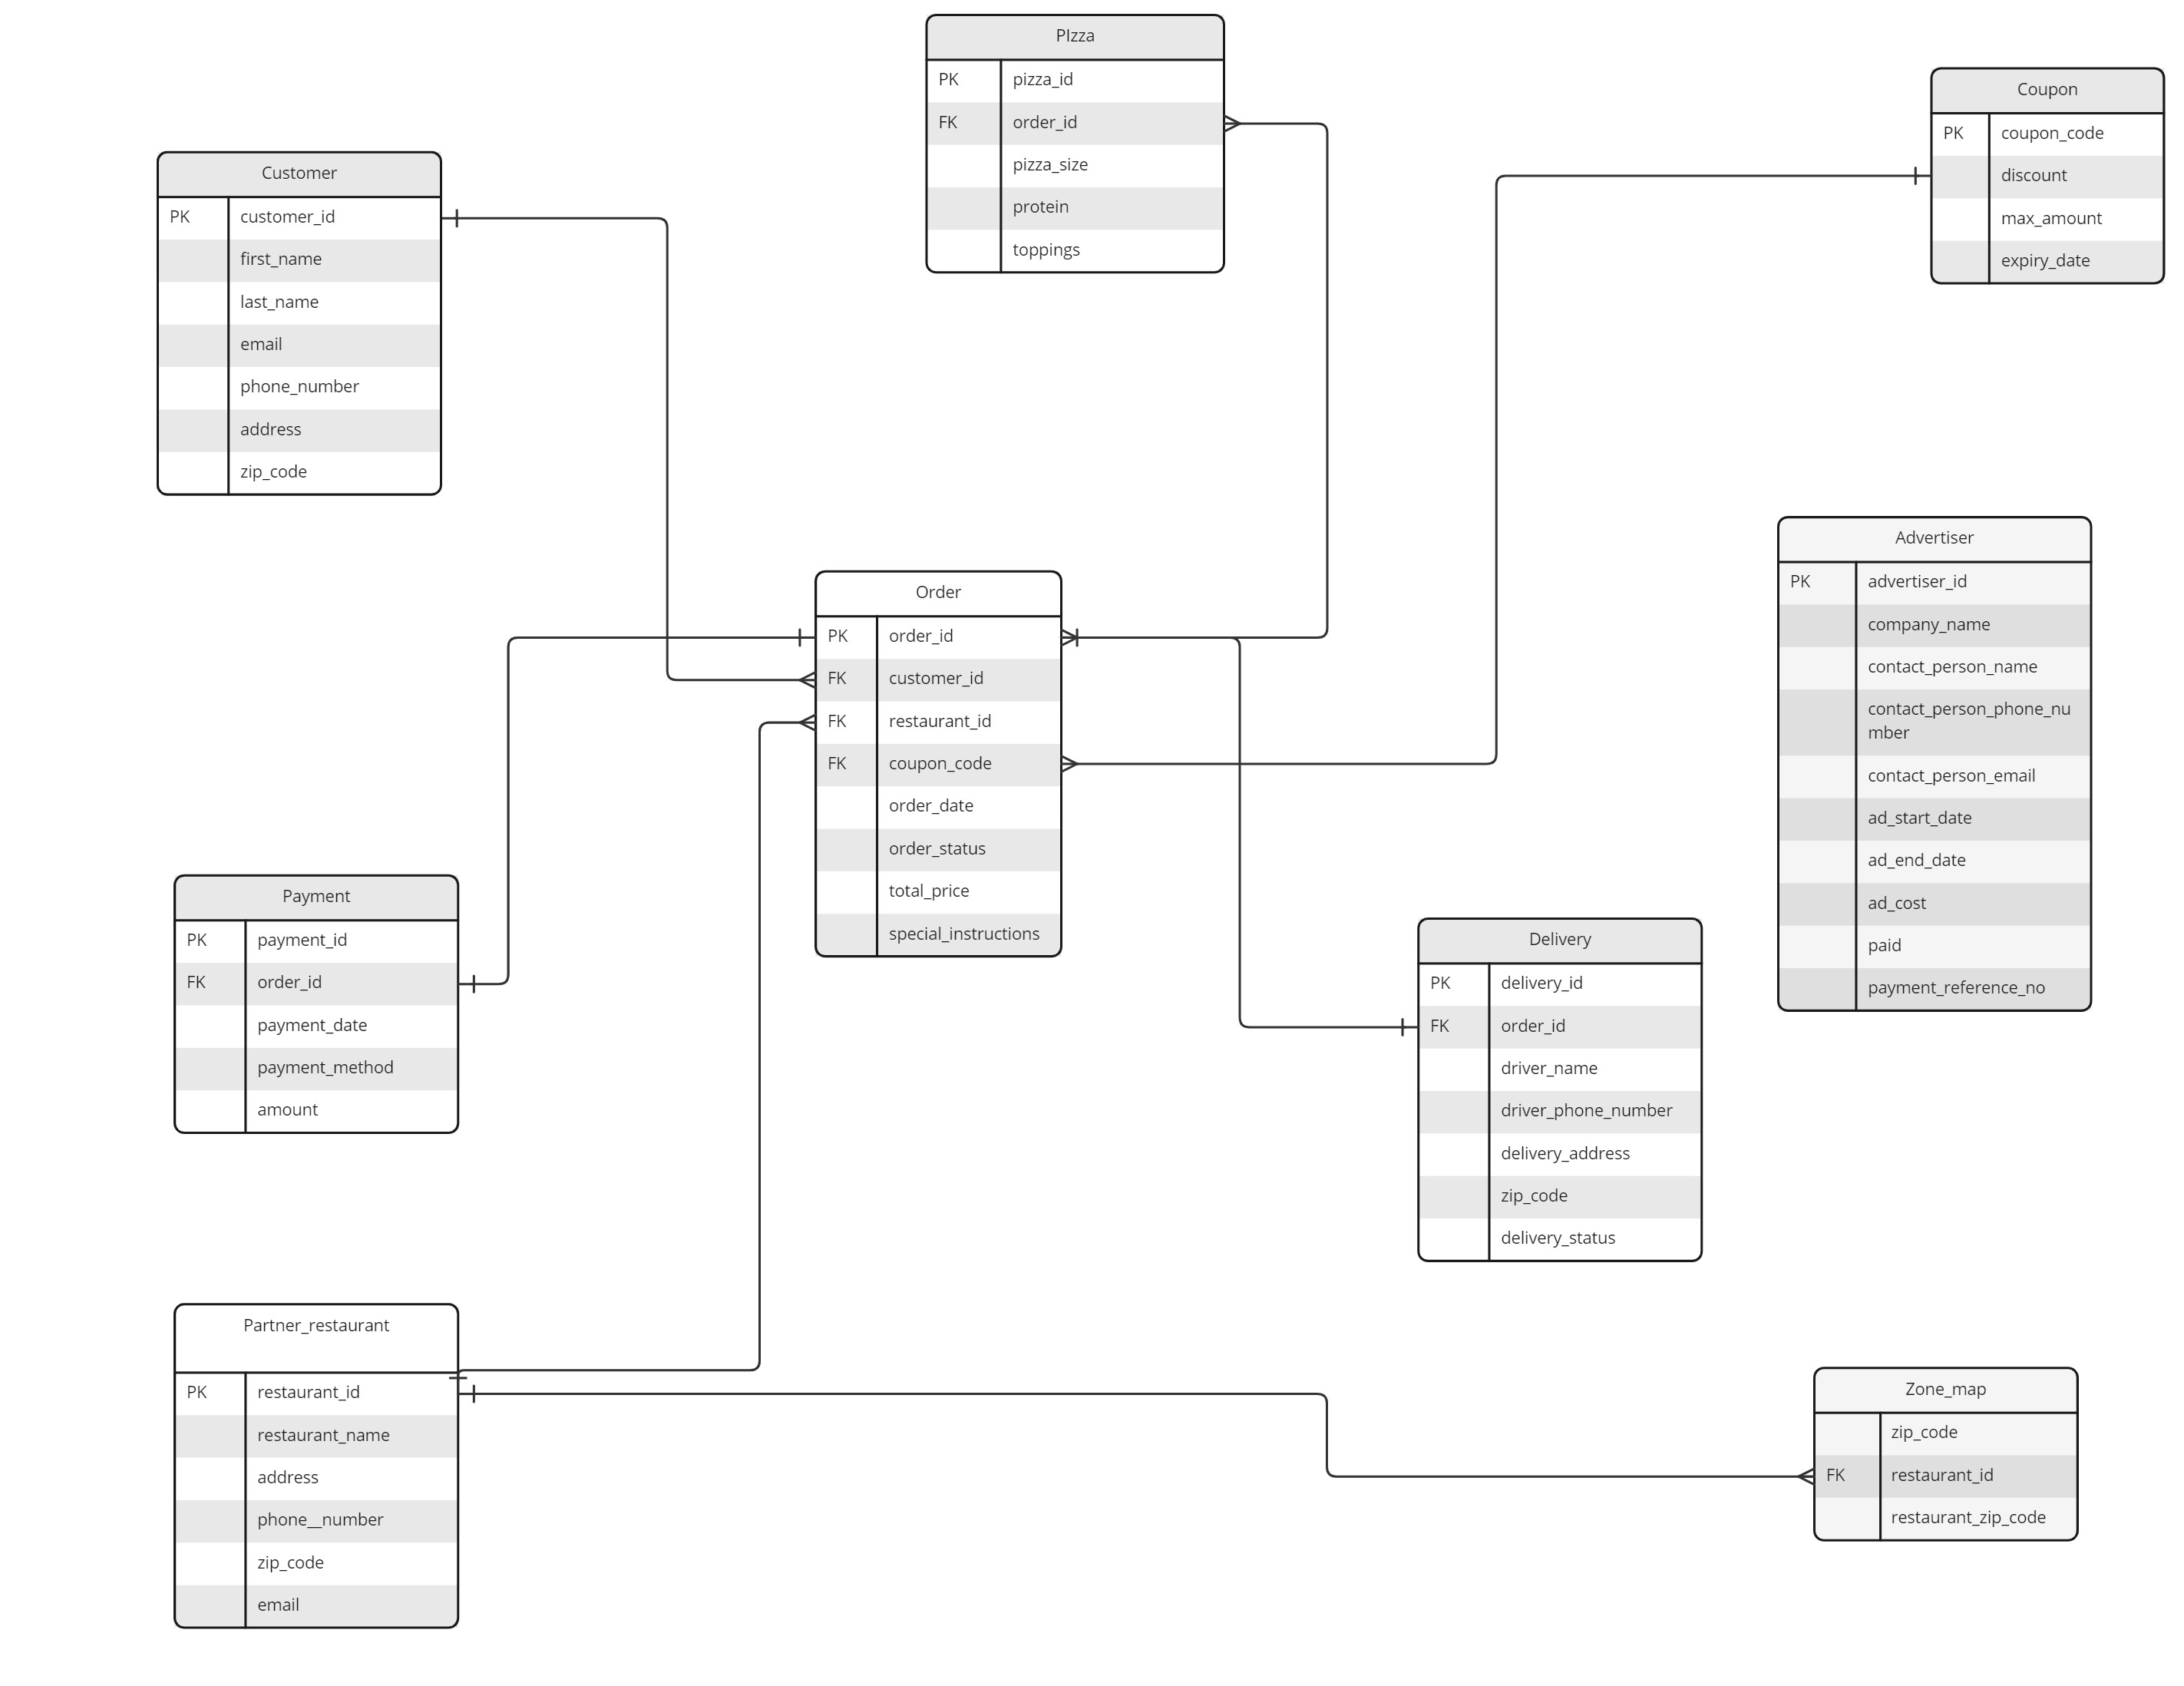 PIzza
PK pizza_id
FK order_id
pizza_size
protein
toppings
Coupon
PK coupon_code
discount
max_amount
expiry_date
Customer
PK customer_id
first_name
last_name
email
phone_number
address
zip_code
Advertiser
PK advertiser_id
company_name
contact_person_name
contact_person_phone_nu
mber
contact_person_email
ad_start_date
ad_end_date
ad_cost
paid
payment_reference_no
Order
PK order_id
FK customer_id
FK restaurant_id
FK coupon_code
order_date
order_status
total_price
special_instructions
Payment
PK payment_id
FK order_id
payment_date
payment_method
amount
Delivery
PK delivery_id
FK order_id
driver_name
driver_phone_number
delivery_address
zip_code
delivery_status
Partner_restaurant
PK restaurant_id
restaurant_name
address
phone__number
zip_code
email
Zone_map
zip_code
FK restaurant_id
restaurant_zip_code